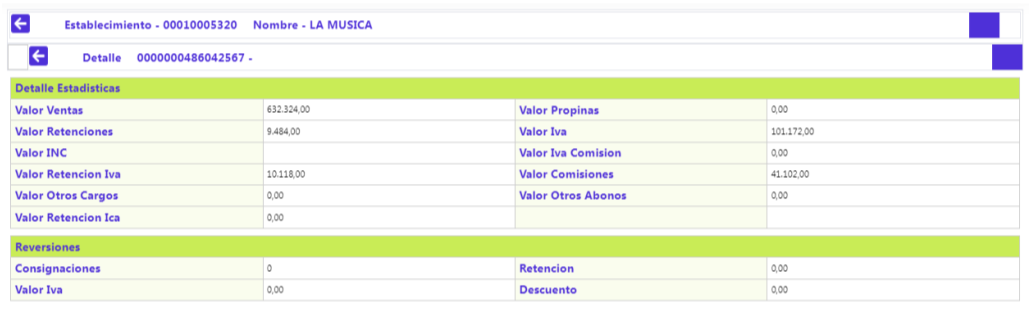 Establecimiento - 00010005320 Nombre - LA MUSICA
Detalle 0000000486042567 -
Detalle Estadisticas
Valor Ventas 632.324,00 Valor Propinas 0,00
Valor Retenciones 9.484,00 Valor Iva 101.172,00
Valor INC Valor Iva Comision 0,00
Valor Retencion Iva 10.118,00 Valor Comisiones 41.102,00
Valor Otros Cargos 0,00 Valor Otros Abonos 0,00
Valor Retencion Ica 0,00
Reversiones
Consignaciones 0 Retencion 0,00
Valor Iva 0,00 Descuento 0,00